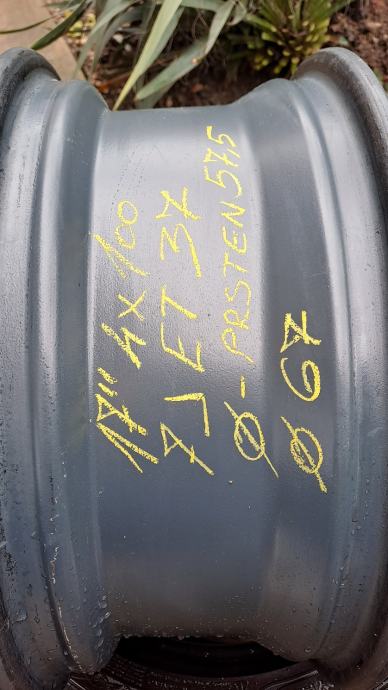 17" 4X100
7J ET 37
Ø-PRSTEN 57,5
Ø 67